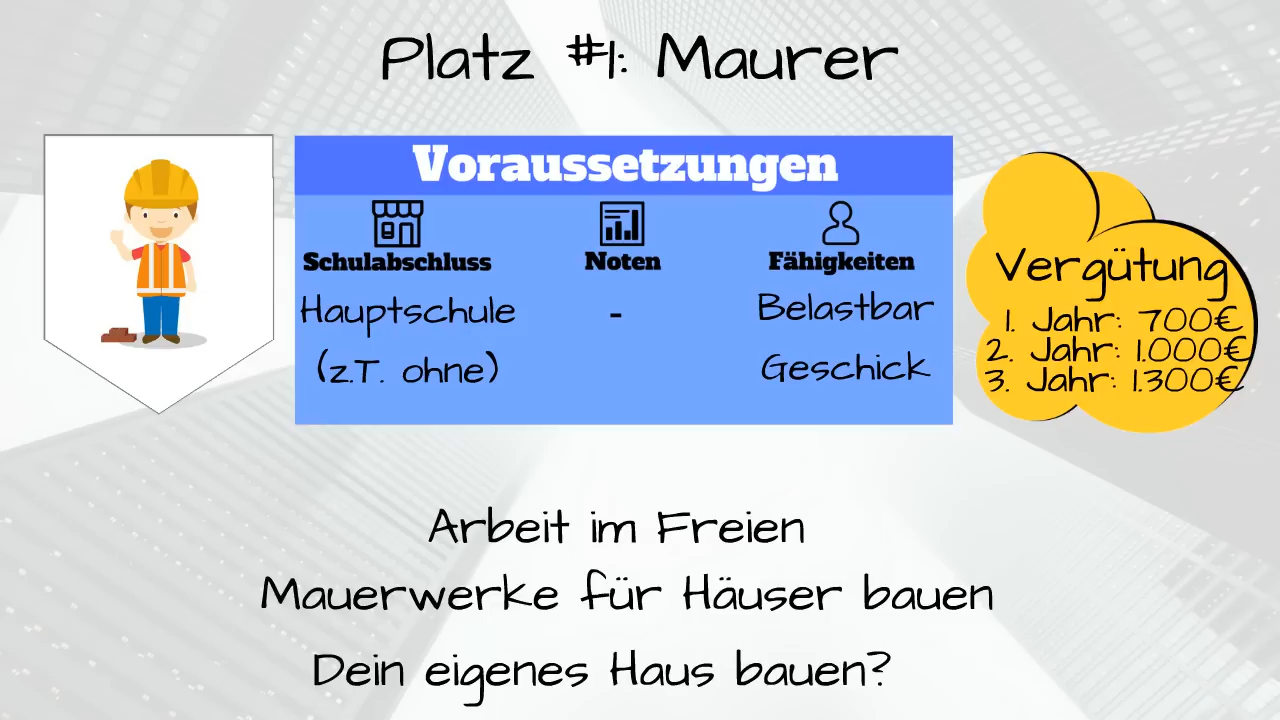 Platz #1: Maurer
Voraussetzungen
Schulabschluss
Hauptschule
(z.T. ohne)
Noten
-
Fähigkeiten
Belastbar
Geschick
Vergütung
1. Jahr: 700€
2. Jahr: 1.000€
3. Jahr: 1.300€
Arbeit im Freien
Mauerwerke für Häuser bauen
Dein eigenes Haus bauen?